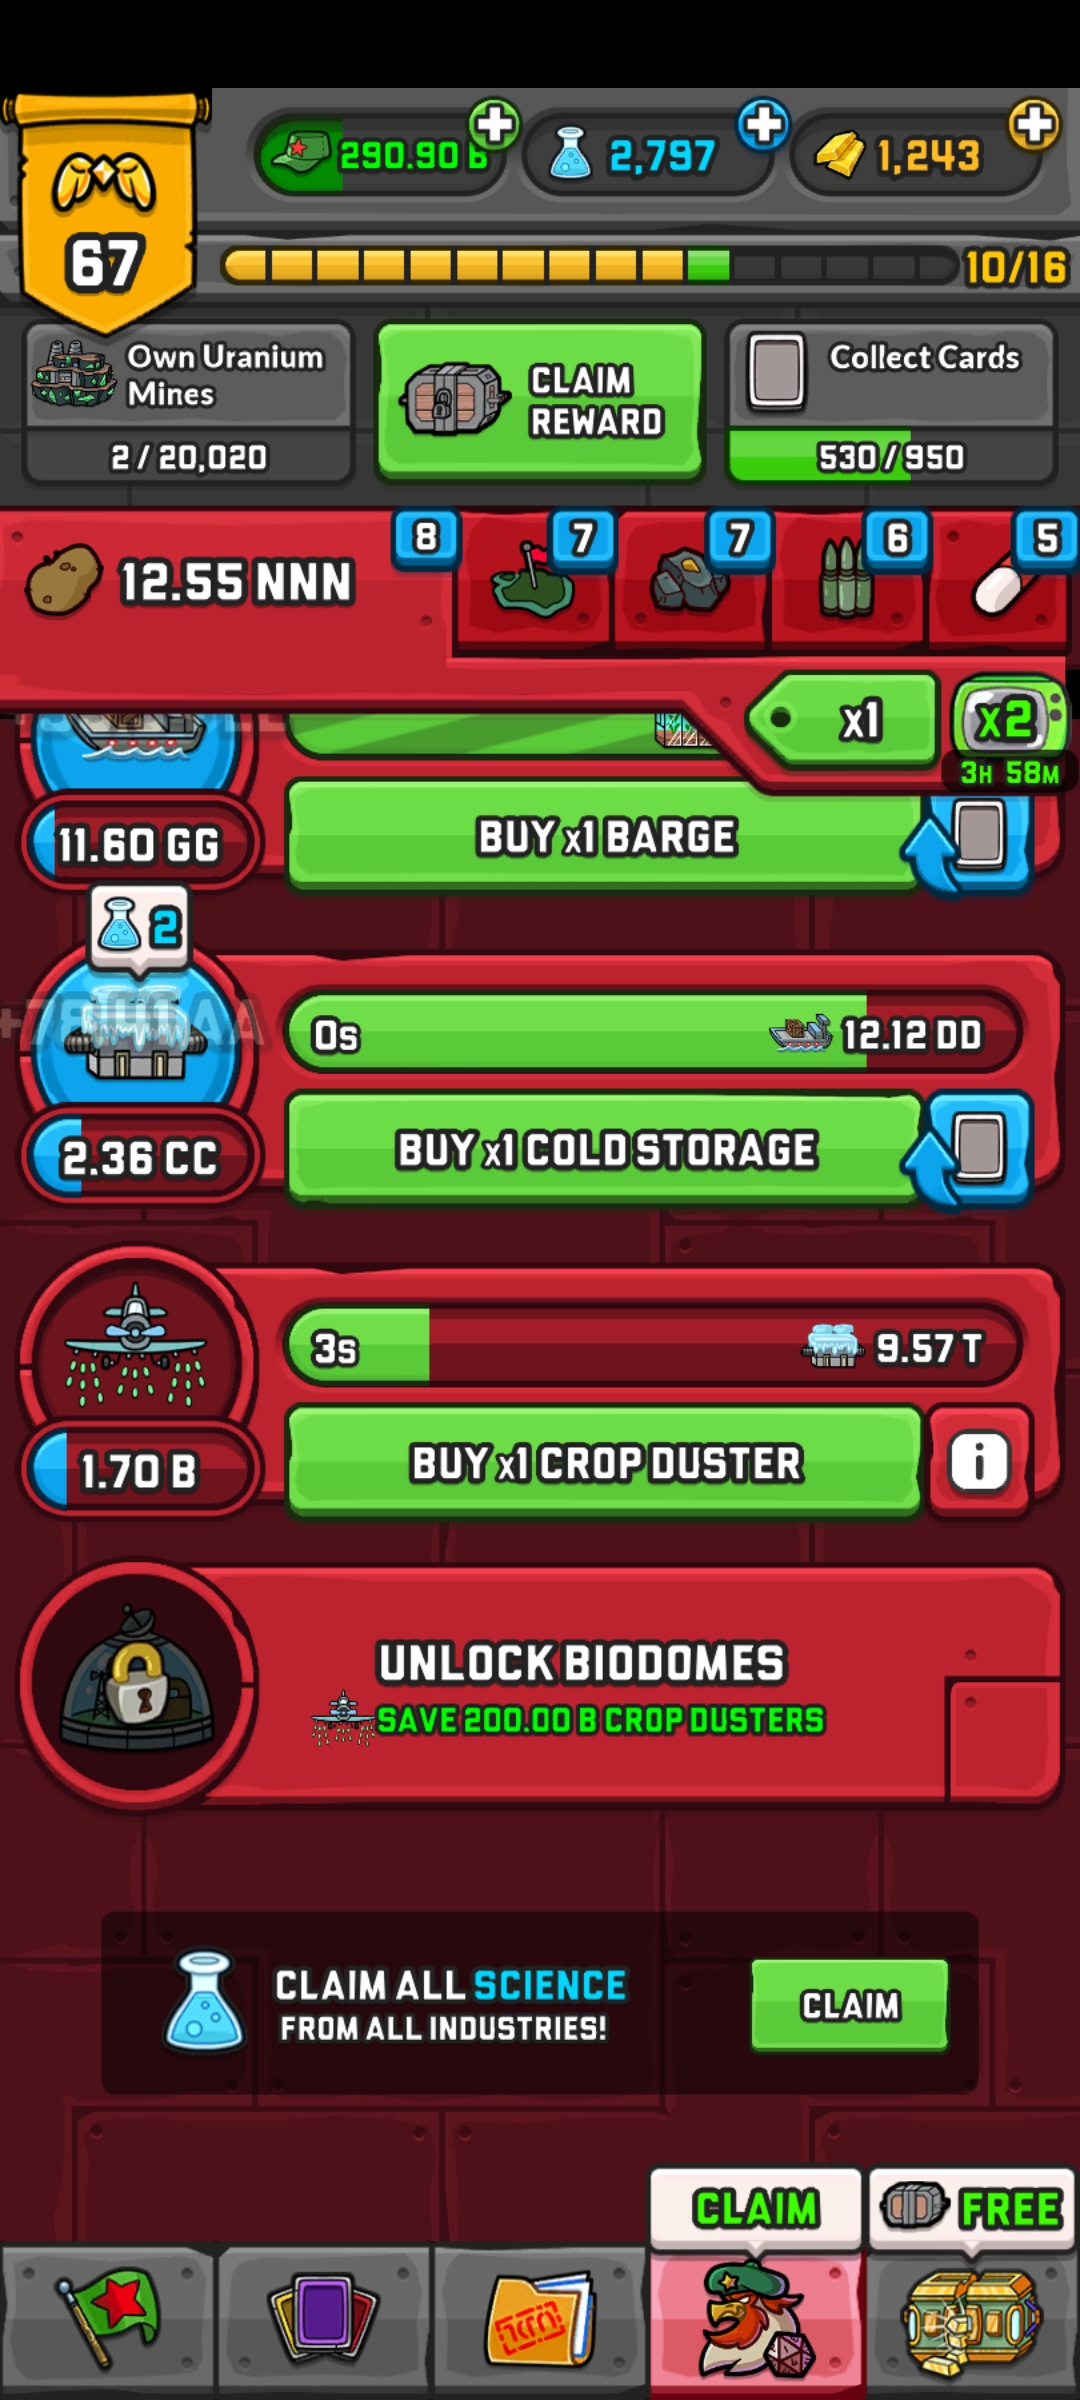 290.90 B
2,797
1,243
67
10/16
Own Uranium
Mines
2 / 20,020
CLAIM
REWARD
Collect Cards
530 / 950
12.55 NNN
8
7
7
6
5
x1
x2
3H 58M
11.60 GG
BUY x1 BARGE
2
0s
12.12 DD
2.36 CC
BUY x1 COLD STORAGE
3s
9.57 T
1.70 B
BUY x1 CROP DUSTER
i
UNLOCK BIODOMES
SAVE 200.00 B CROP DUSTERS
CLAIM ALL SCIENCE
FROM ALL INDUSTRIES!
CLAIM
CLAIM
FREE